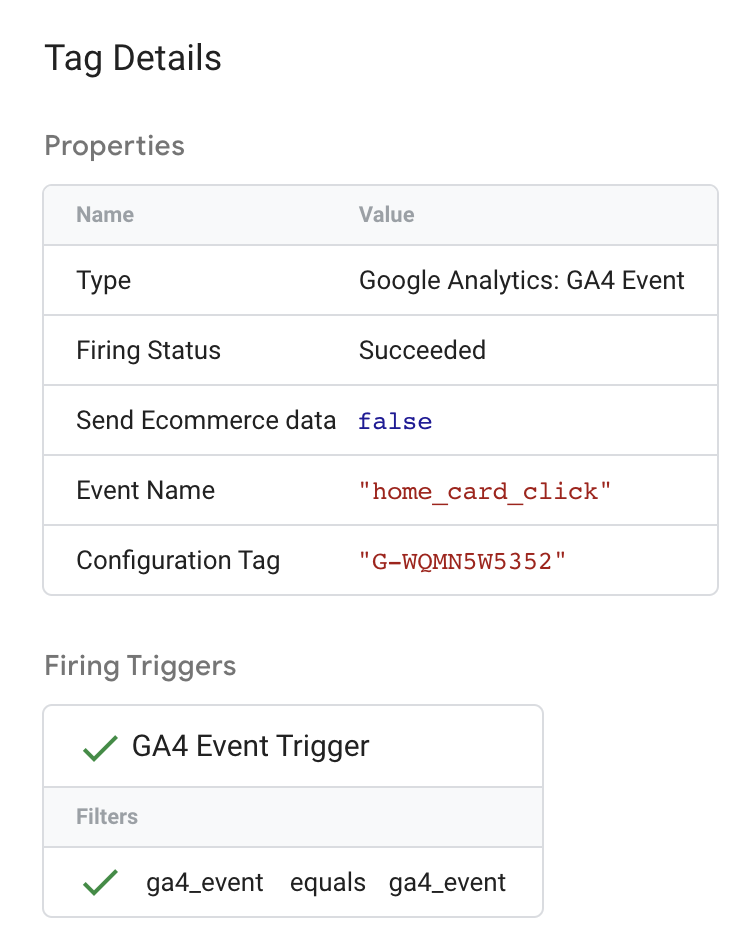 Tag Details
Properties
Name Value
Type Google Analytics: GA4 Event
Firing Status Succeeded
Send Ecommerce data false
Event Name "home_card_click"
Configuration Tag "G-WQMN5W5352"
Firing Triggers
GA4 Event Trigger
Filters
ga4_event equals ga4_event